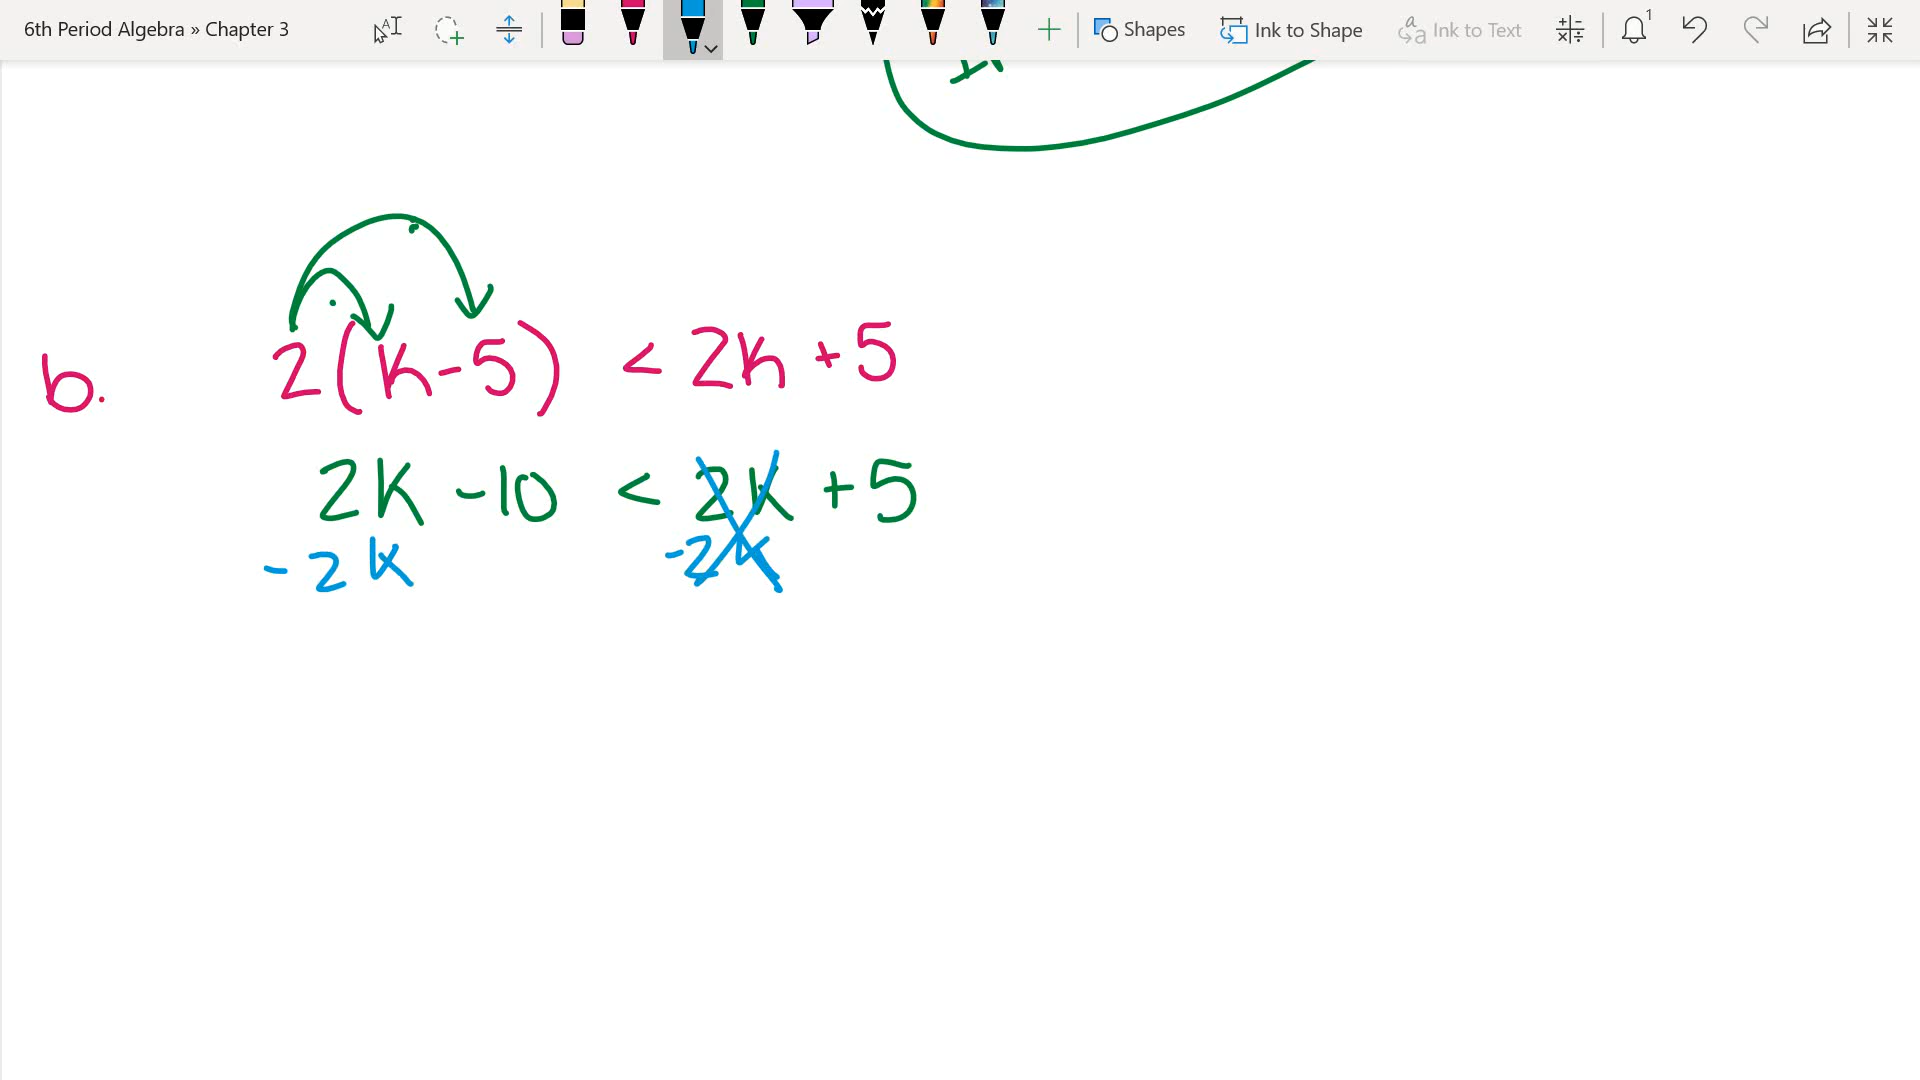 6th Period Algebra » Chapter 3
Shapes
Ink to Shape
Ink to Text
1
b. 2(k-5) < 2k +5
2k -10 < 2k +5
-2k -2k